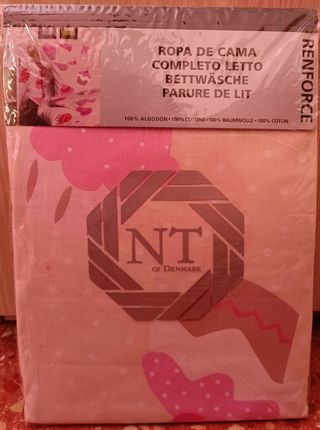 ROPA DE CAMA
COMPLETO LETTO
BETTWÄSCHE
PARURE DE LIT
100% ALGODÓN • 100% COTONE • 100% BAUMWOLLE • 100% COTON
RENFORCE
NT
OF DENMARK